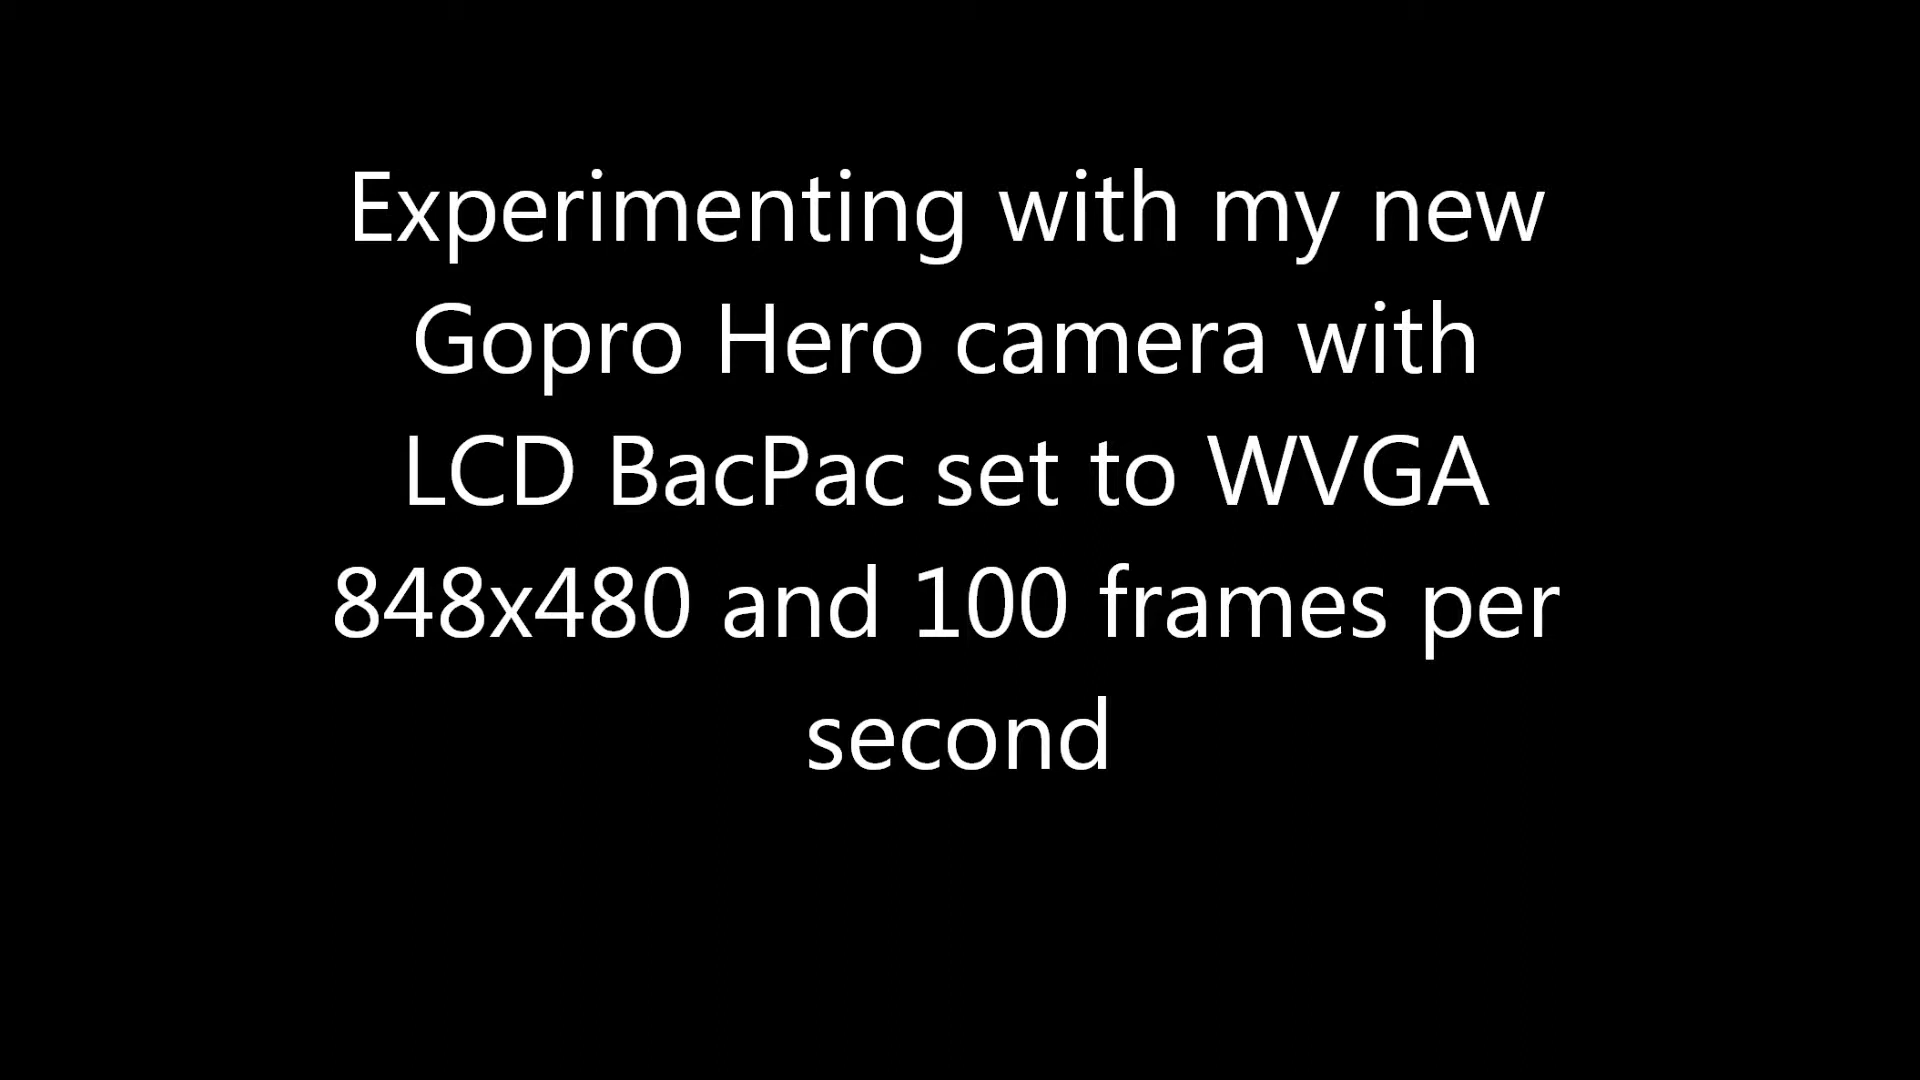 Experimenting with my new
Gopro Hero camera with
LCD BacPac set to WVGA
848x480 and 100 frames per
second